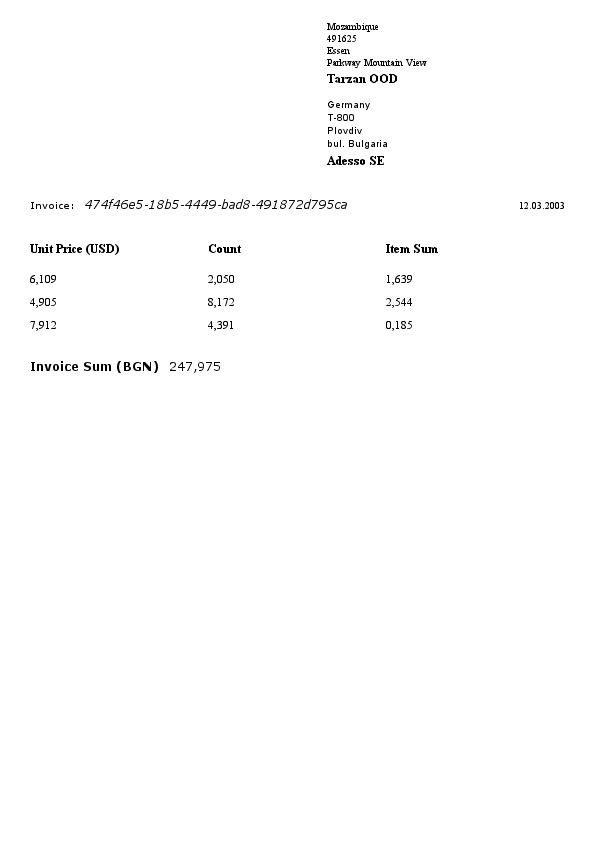 Mozambique
491625
Essen
Parkway Mountain View
Tarzan OOD
Germany
T-800
Plovdiv
bul. Bulgaria
Adesso SE
Invoice: 474f46e5-18b5-4449-bad8-491872d795ca 12.03.2003
Unit Price (USD) Count Item Sum
6,109 2,050 1,639
4,905 8,172 2,544
7,912 4,391 0,185
Invoice Sum (BGN) 247,975